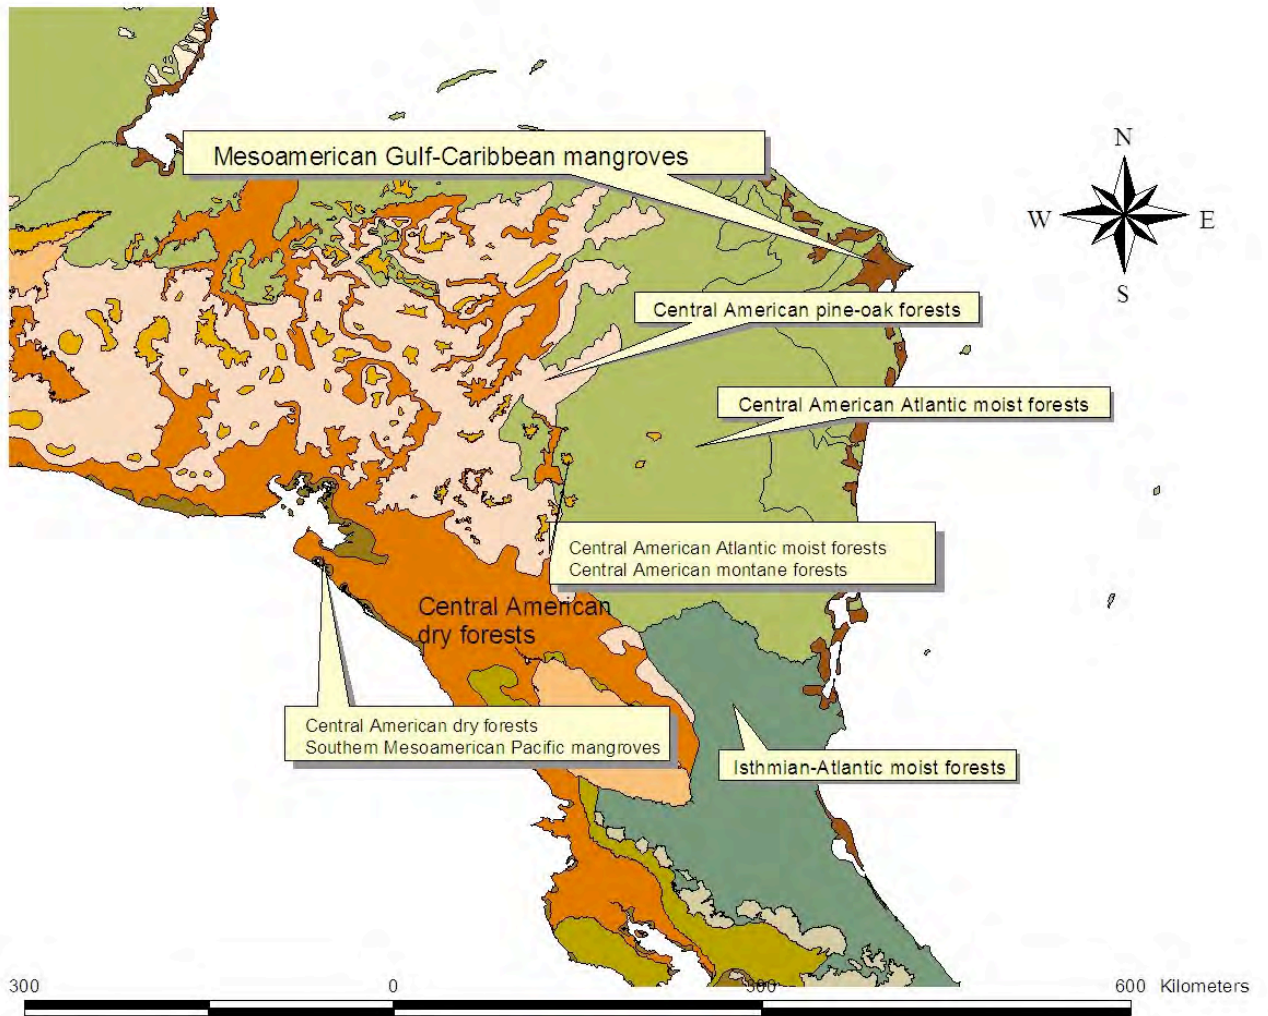 Mesoamerican Gulf-Caribbean mangroves
N
W
E
S
Central American pine-oak forests
Central American Atlantic moist forests
Central American Atlantic moist forests
Central American montane forests
Central American
dry forests
Central American dry forests
Southern Mesoamerican Pacific mangroves
Isthmian-Atlantic moist forests
300 0 300 600 Kilometers